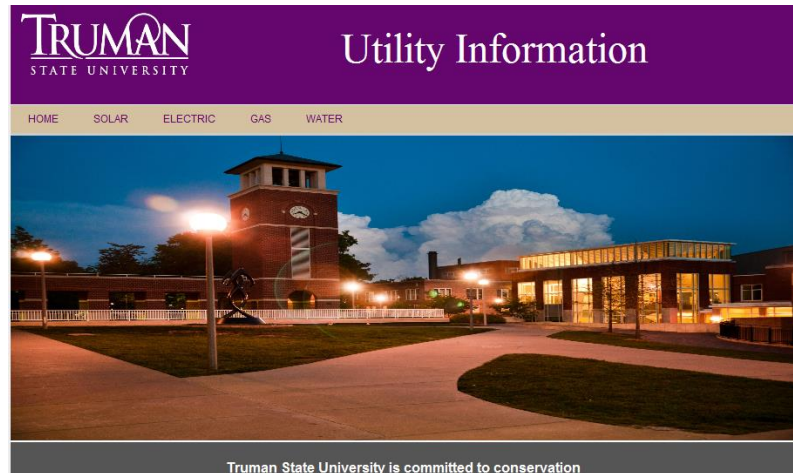 TRUMAN
STATE UNIVERSITY
Utility Information
HOME SOLAR ELECTRIC GAS WATER
Truman State University is committed to conservation